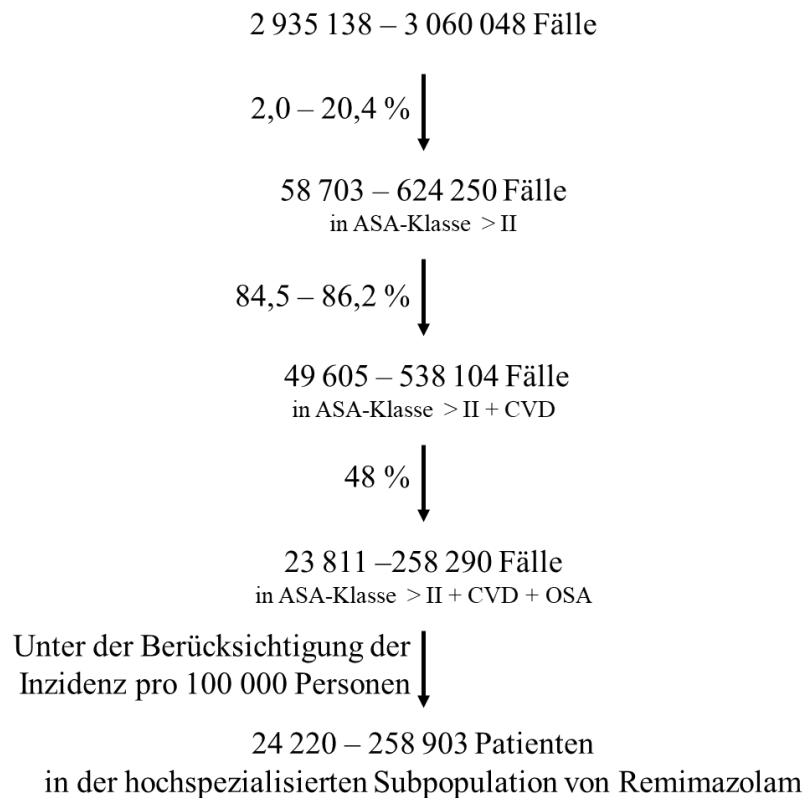 2 935 138 – 3 060 048 Fälle
2,0 – 20,4 %
58 703 – 624 250 Fälle
in ASA-Klasse > II
84,5 – 86,2 %
49 605 – 538 104 Fälle
in ASA-Klasse > II + CVD
48 %
23 811 –258 290 Fälle
in ASA-Klasse > II + CVD + OSA
Unter der Berücksichtigung der
Inzidenz pro 100 000 Personen
24 220 – 258 903 Patienten
in der hochspezialisierten Subpopulation von Remimazolam